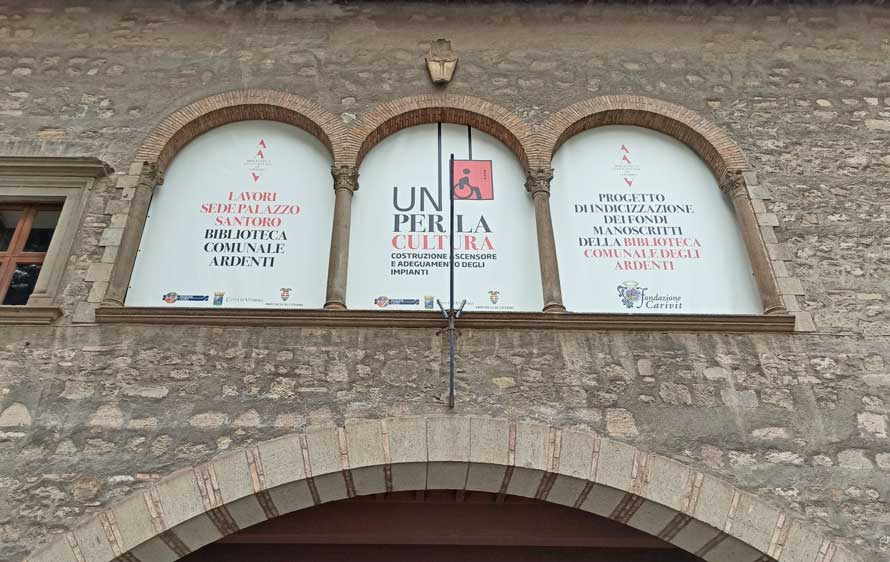 LAVORI
SEDE PALAZZO
SANTORO
BIBLIOTECA
COMUNALE
ARDENTI
UN
PER LA
CULTURA
COSTRUZIONE ASCENSORE
E ADEGUAMENTO DEGLI
IMPIANTI
PROGETTO
DI INDICIZZAZIONE
DEI FONDI
MANOSCRITTI
DELLA BIBLIOTECA
COMUNALE DEGLI
ARDENTI
Fondazione
Carivit